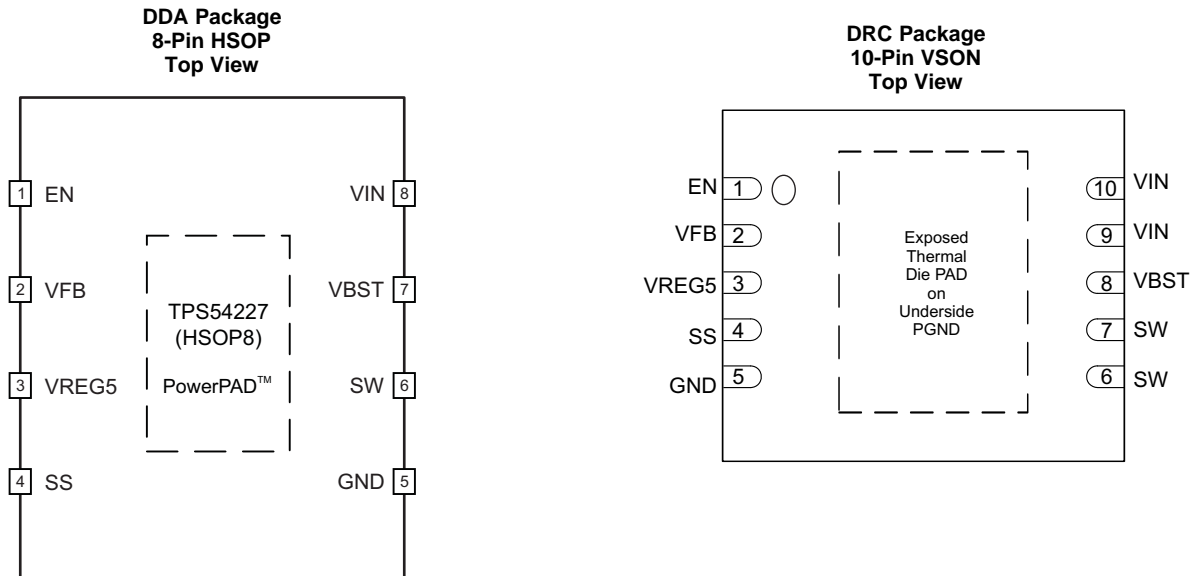 DDA Package
8-Pin HSOP
Top View
1 EN
VIN 8
2 VFB
VBST 7
3 VREG5
SW 6
4 SS
GND 5
TPS54227
(HSOP8)
PowerPAD™
DRC Package
10-Pin VSON
Top View
EN 1
10 VIN
VFB 2
9 VIN
VREG5 3
8 VBST
SS 4
7 SW
GND 5
6 SW
Exposed
Thermal
Die PAD
on
Underside
PGND